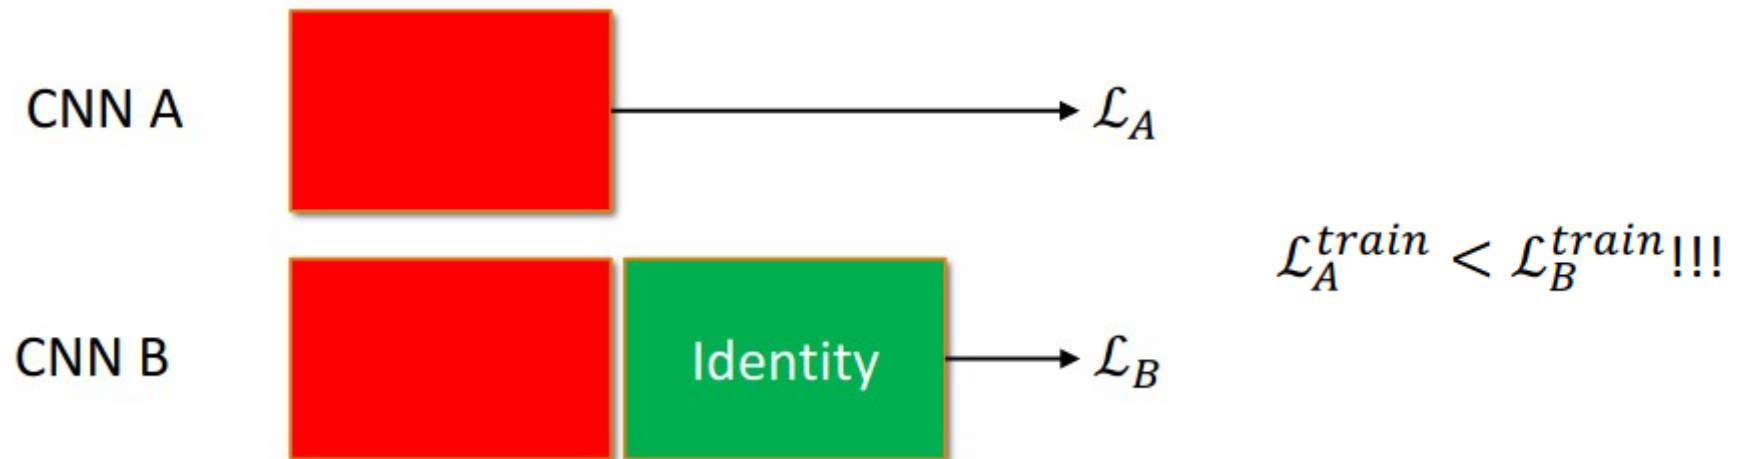 CNN A
ℒ_A
ℒ_A^train < ℒ_B^train!!!
CNN B
Identity
ℒ_B